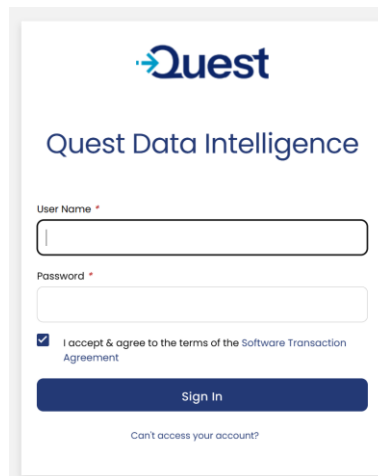 Quest
Quest Data Intelligence
User Name *
Password *
I accept & agree to the terms of the Software Transaction
Agreement
Sign In
Can't access your account?